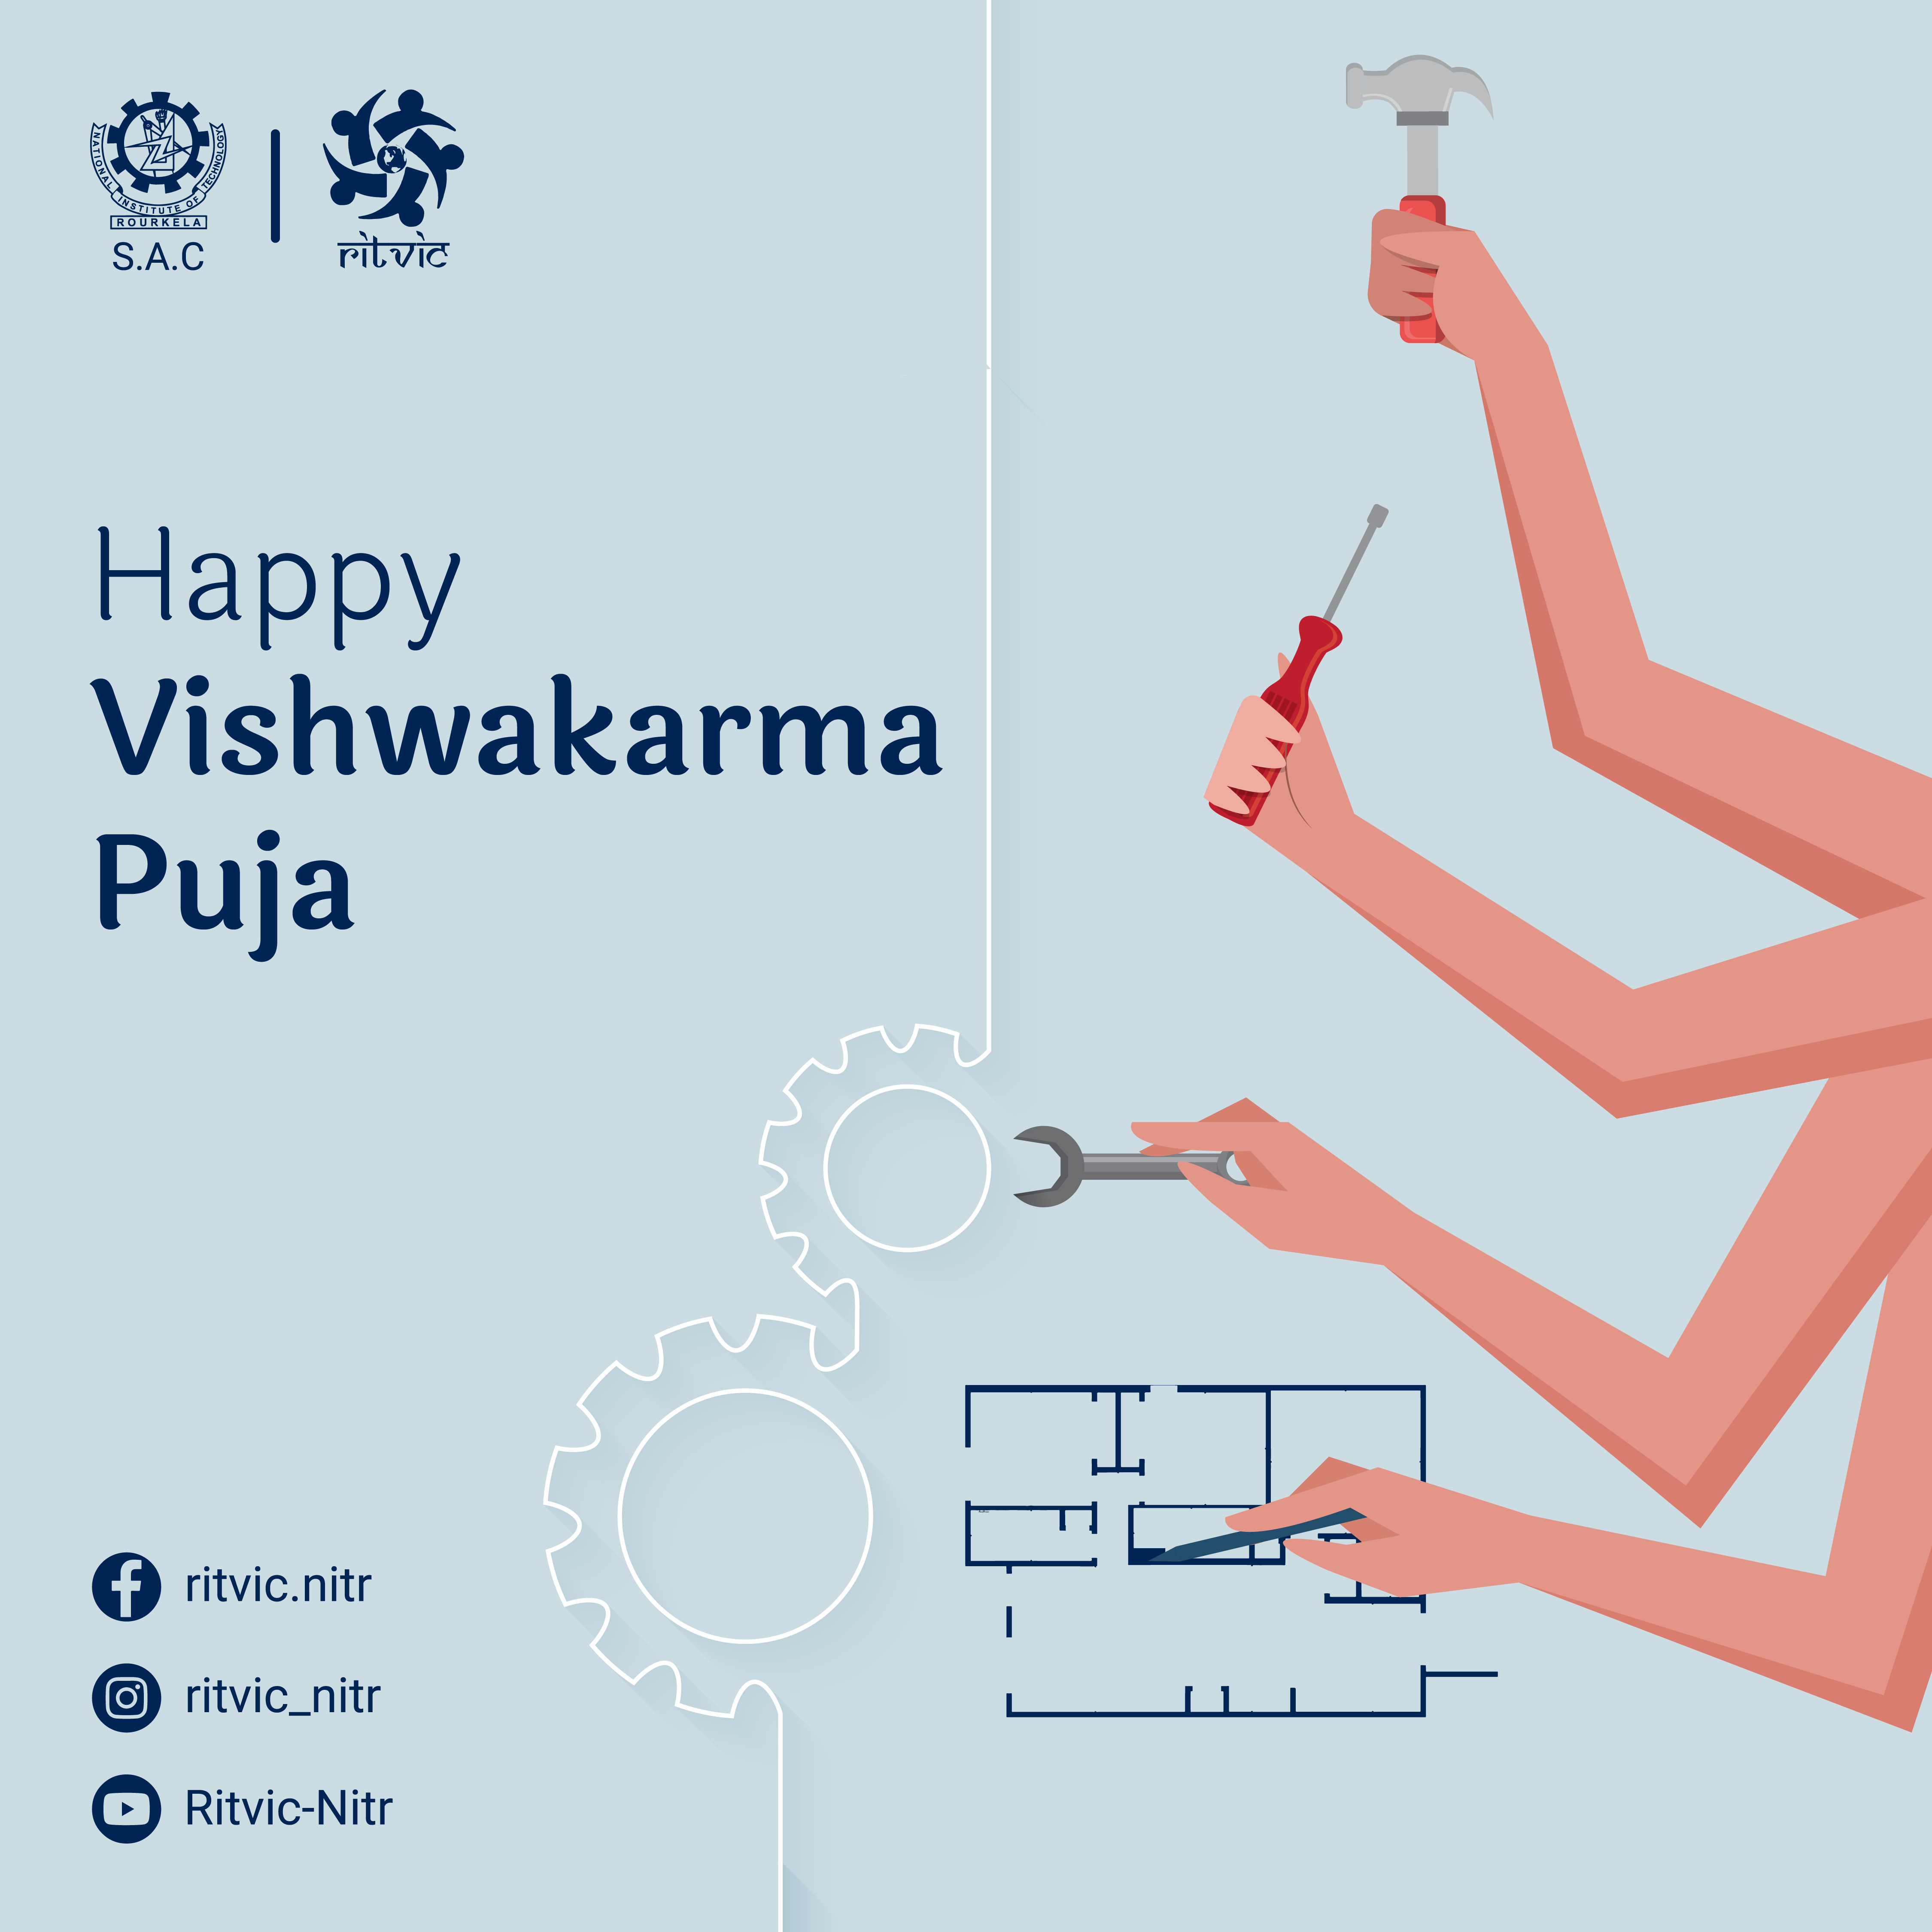 NATIONAL INSTITUTE OF TECHNOLOGY
ROURKELA
S.A.C
ritvic
Happy
Vishwakarma
Puja
ritvic.nitr
ritvic_nitr
Ritvic-Nitr